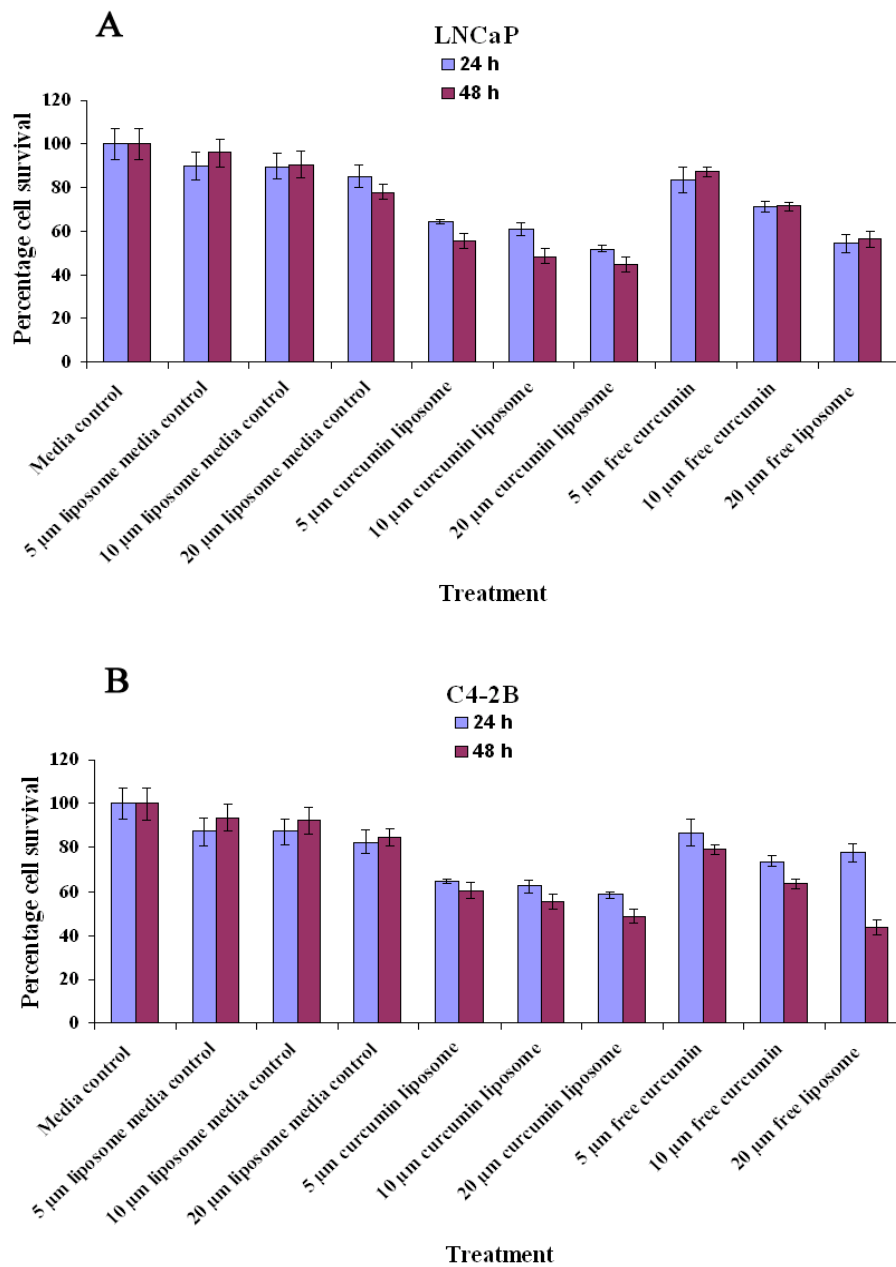 A
LNCaP
24 h
48 h
120
100
80
60
40
20
0
Percentage cell survival
Media control
5 µm liposome media control
10 µm liposome media control
20 µm liposome media control
5 µm curcumin liposome
10 µm curcumin liposome
20 µm curcumin liposome
5 µm free curcumin
10 µm free curcumin
20 µm free liposome
Treatment
B
C4-2B
24 h
48 h
120
100
80
60
40
20
0
Percentage cell survival
Media control
5 µm liposome media control
10 µm liposome media control
20 µm liposome media control
5 µm curcumin liposome
10 µm curcumin liposome
20 µm curcumin liposome
5 µm free curcumin
10 µm free curcumin
20 µm free liposome
Treatment